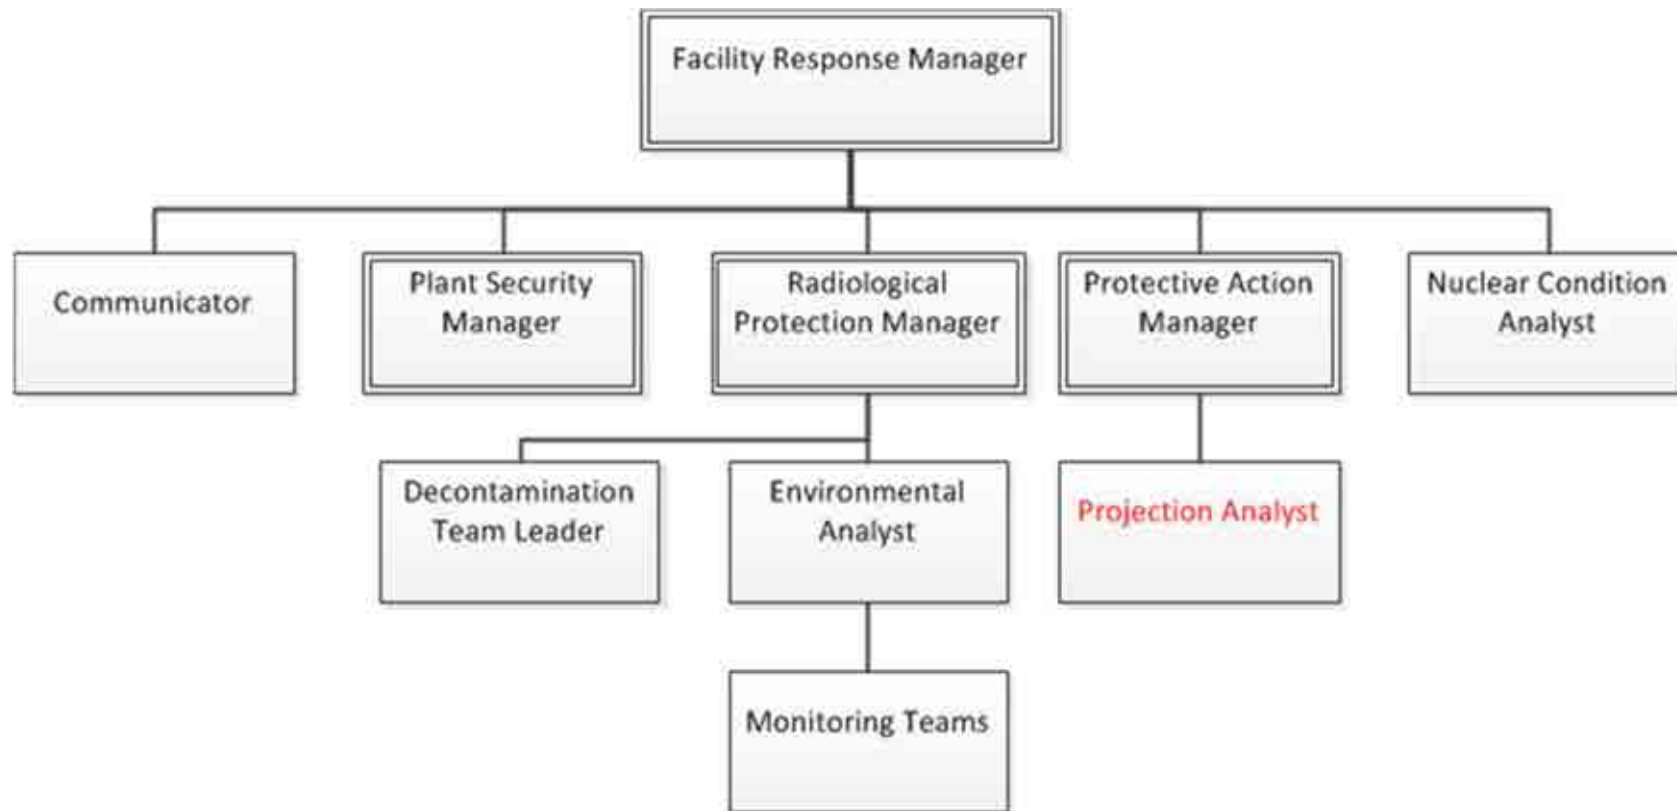 Facility Response Manager
Communicator
Plant Security
Manager
Radiological
Protection Manager
Protective Action
Manager
Nuclear Condition
Analyst
Decontamination
Team Leader
Environmental
Analyst
Projection Analyst
Monitoring Teams